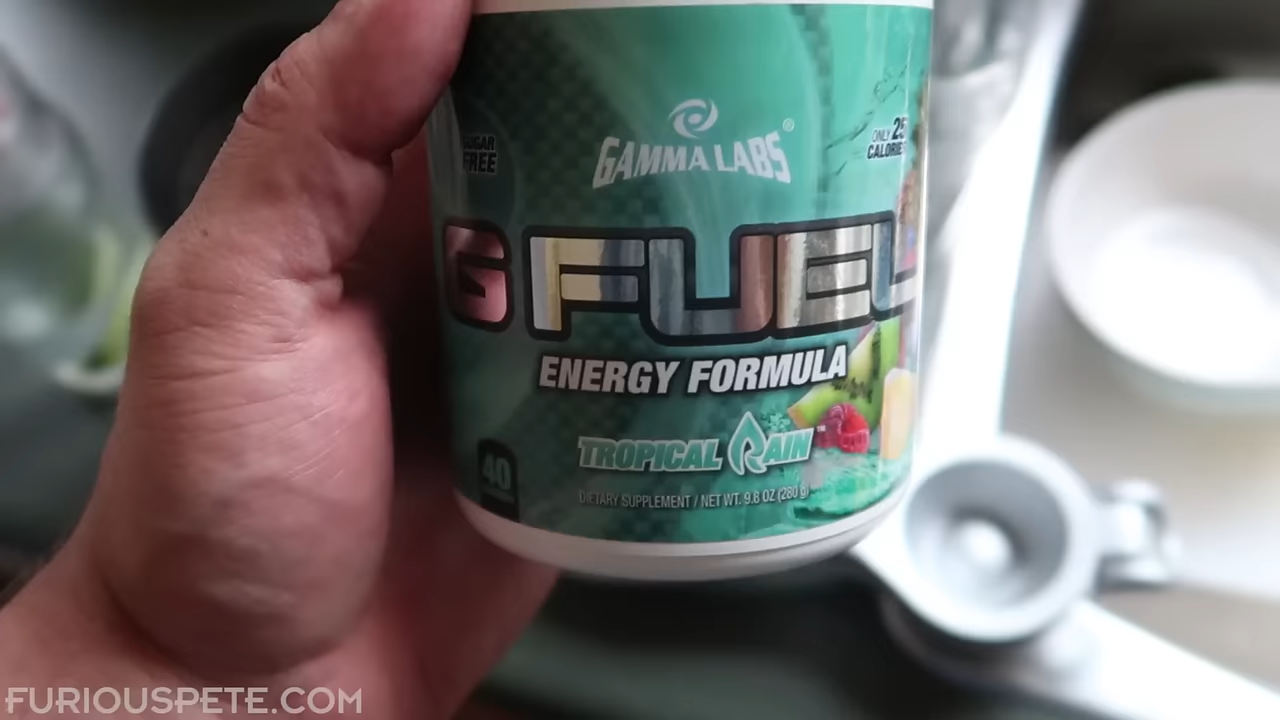 GAMMA LABS®
SUGAR FREE
ONLY 25 CALORIES
G FUEL
ENERGY FORMULA
TROPICAL RAIN™
40
DIETARY SUPPLEMENT / NET WT. 9.8 OZ (280 g)
FURIOUSPETE.COM